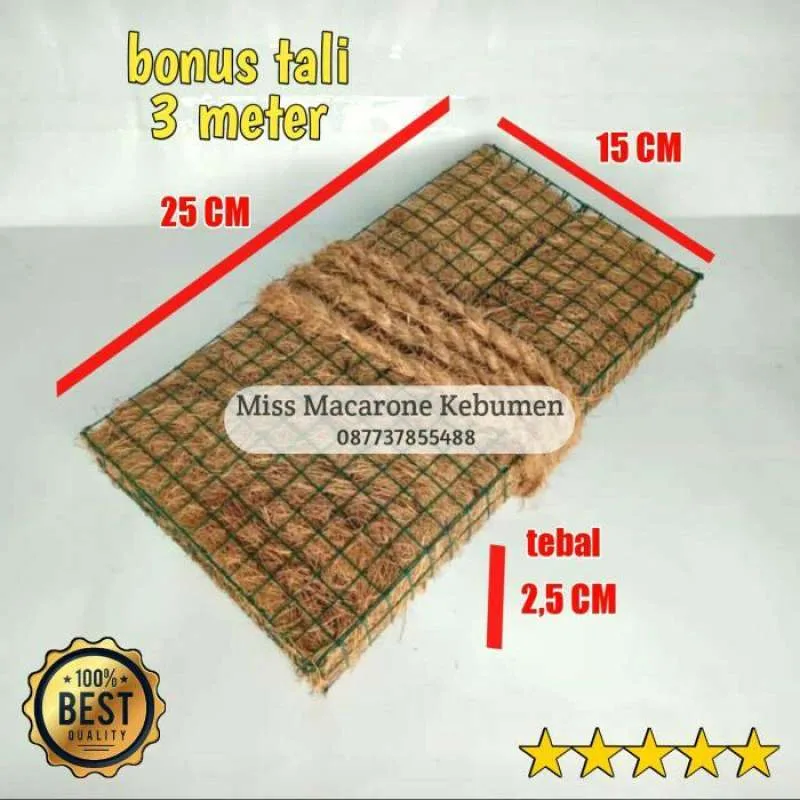 bonus tali
3 meter
25 CM
15 CM
Miss Macarone Kebumen
087737855488
tebal
2,5 CM
100%
BEST
QUALITY